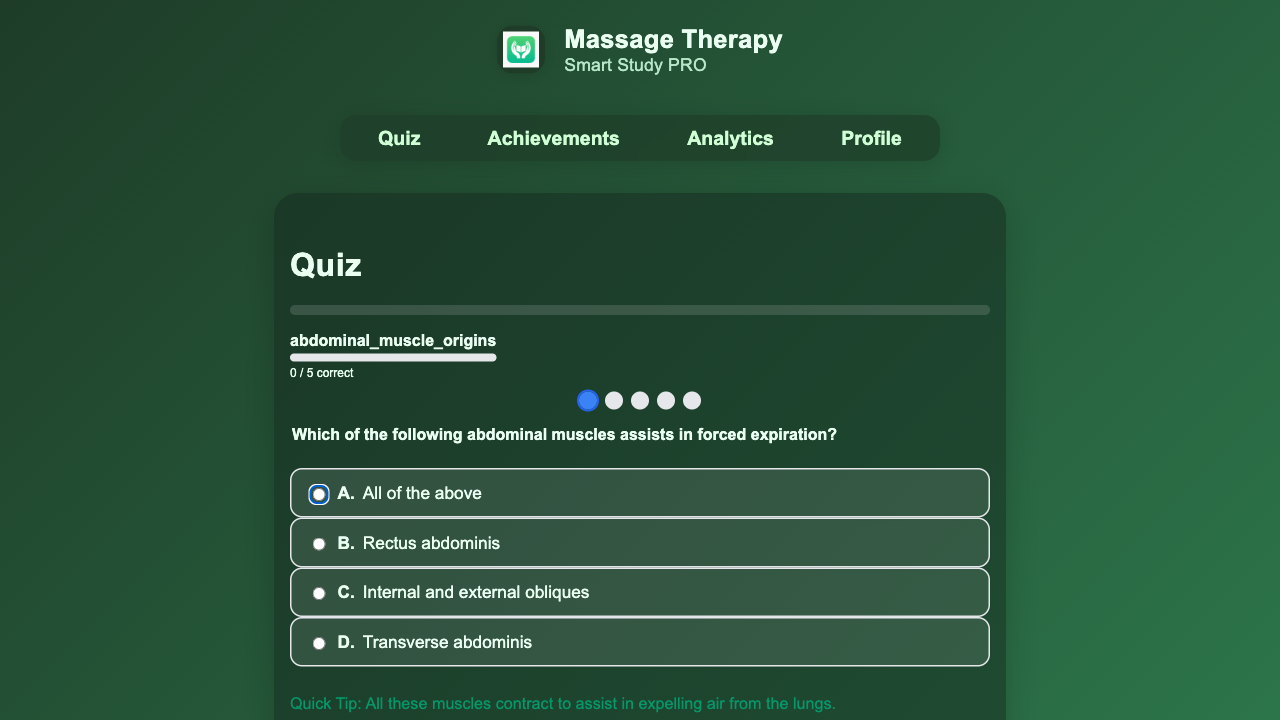 Massage Therapy
Smart Study PRO
Quiz Achievements Analytics Profile
Quiz
abdominal_muscle_origins
0 / 5 correct
Which of the following abdominal muscles assists in forced expiration?
A. All of the above
B. Rectus abdominis
C. Internal and external obliques
D. Transverse abdominis
Quick Tip: All these muscles contract to assist in expelling air from the lungs.